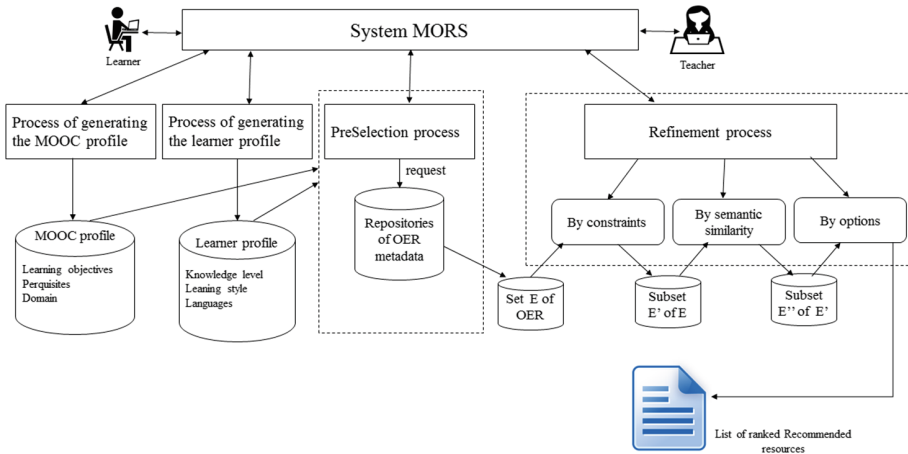 System MORS
Learner
Teacher
Process of generating
the MOOC profile
Process of generating
the learner profile
PreSelection process
Refinement process
request
By constraints
By semantic
similarity
By options
MOOC profile
Learning objectives
Perquisites
Domain
Learner profile
Knowledge level
Leaning style
Languages
Repositories
of OER
metadata
Set E of
OER
Subset
E’ of E
Subset
E’’ of E’
List of ranked Recommended
resources